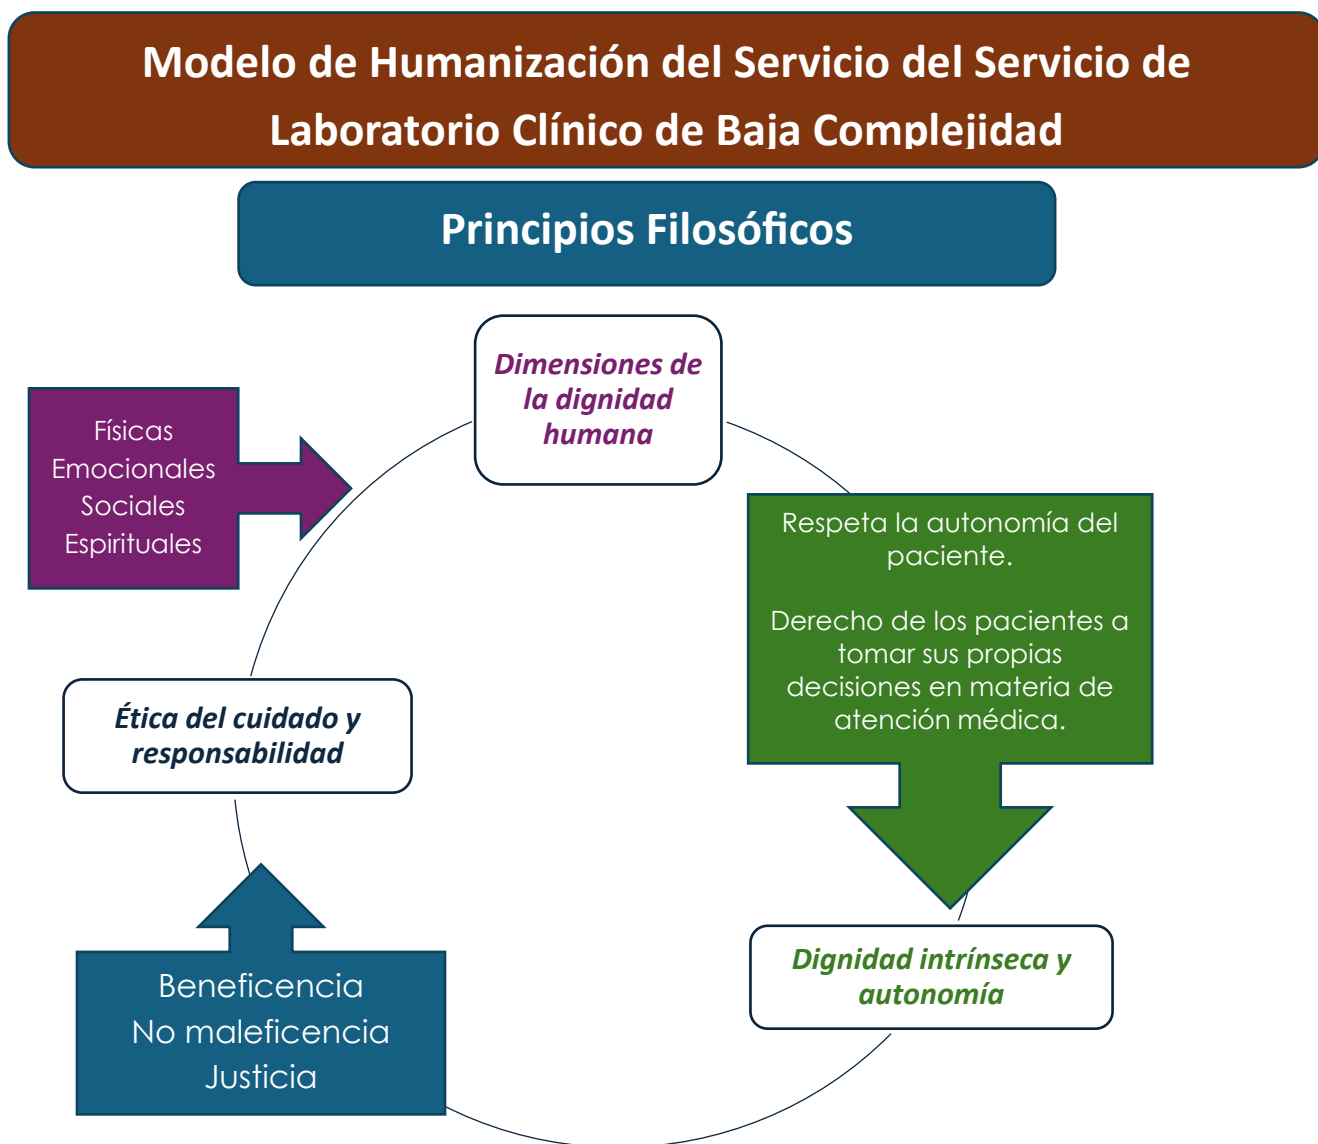 Modelo de Humanización del Servicio del Servicio de
Laboratorio Clínico de Baja Complejidad
Principios Filosóficos
Dimensiones de
la dignidad
humana
Físicas
Emocionales
Sociales
Espirituales
Respeta la autonomía del
paciente.
Derecho de los pacientes a
tomar sus propias
decisiones en materia de
atención médica.
Ética del cuidado y
responsabilidad
Dignidad intrínseca y
autonomía
Beneficencia
No maleficencia
Justicia